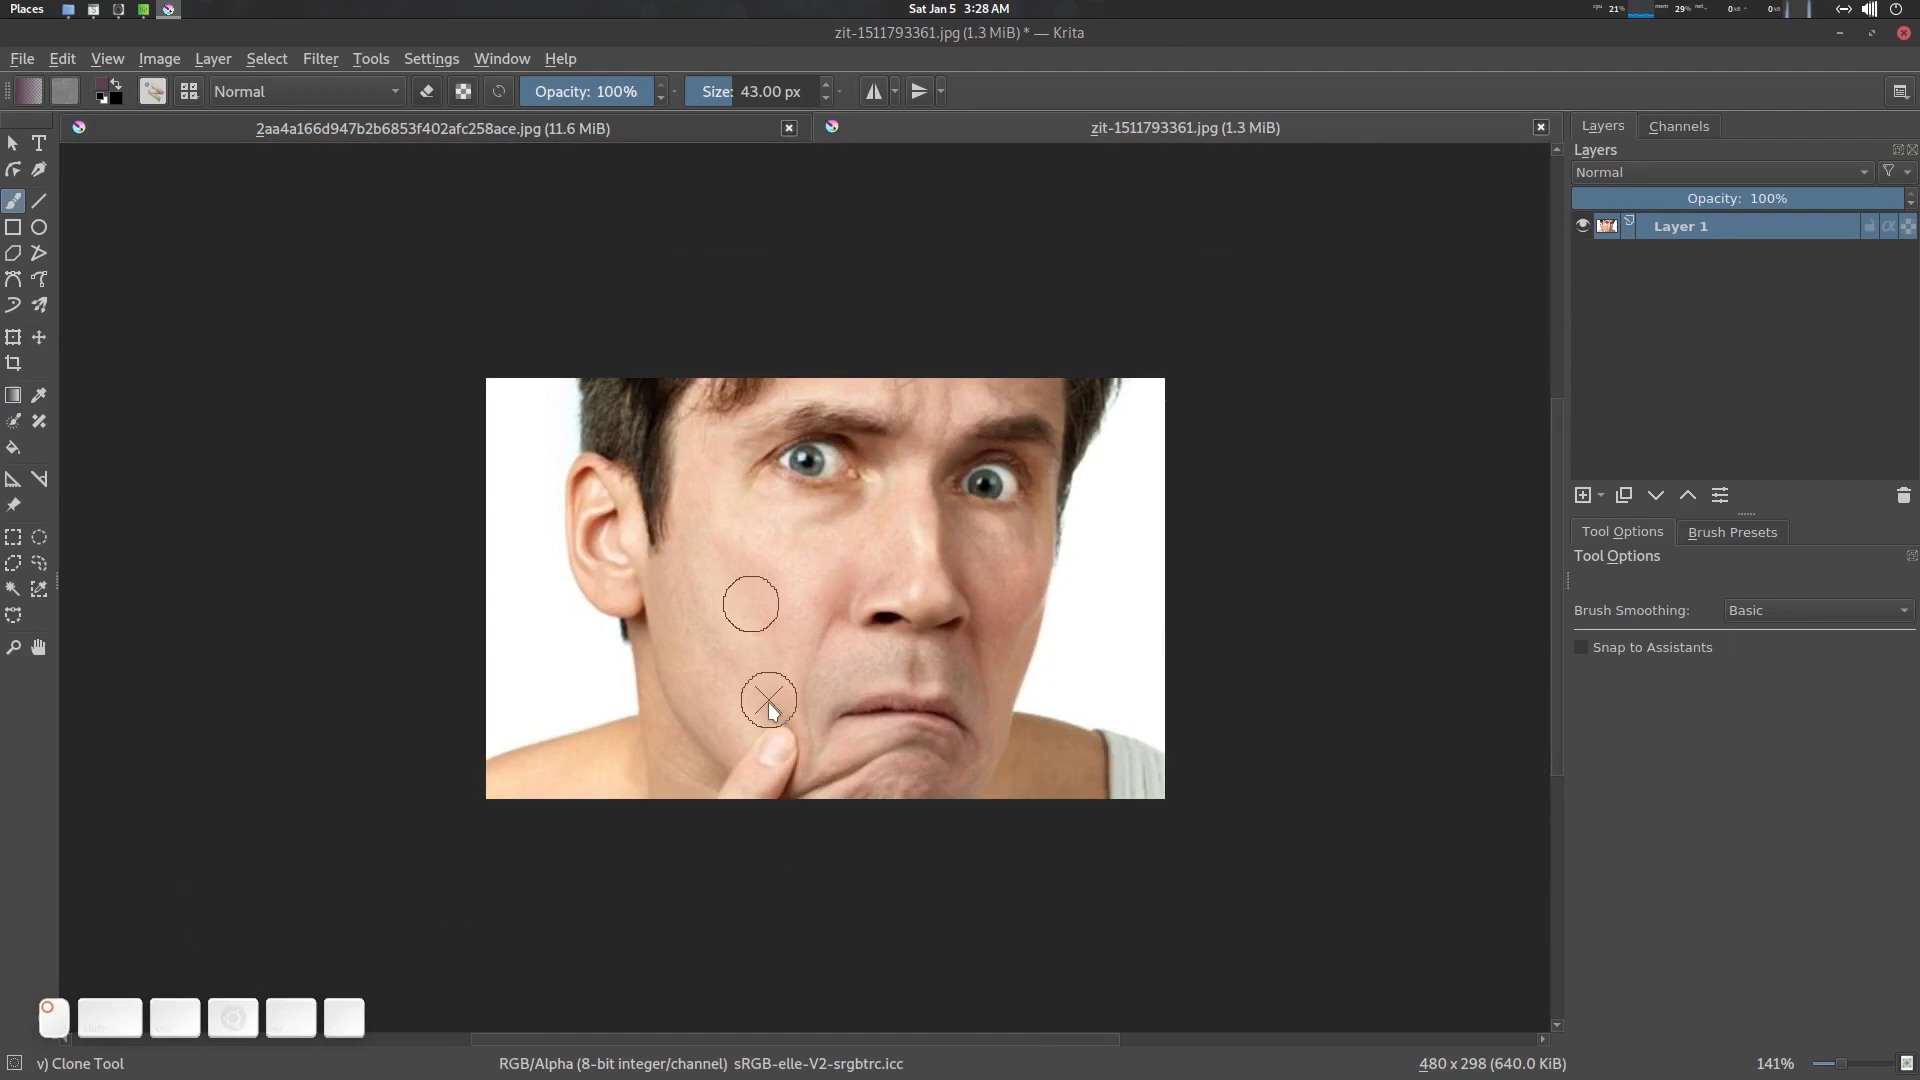 Places
Sat Jan 5 3:28 AM
21%
29%
zit-1511793361.jpg (1.3 MiB) * — Krita
File Edit View Image Layer Select Filter Tools Settings Window Help
Normal
Opacity: 100%
Size: 43.00 px
2aa4a166d947b2b6853f402afc258ace.jpg (11.6 MiB)
zit-1511793361.jpg (1.3 MiB)
Layers Channels
Layers
Normal
Opacity: 100%
Layer 1
Tool Options Brush Presets
Tool Options
Brush Smoothing: Basic
Snap to Assistants
v) Clone Tool
RGB/Alpha (8-bit integer/channel) sRGB-elle-V2-srgbtrc.icc
480 x 298 (640.0 KiB)
141%